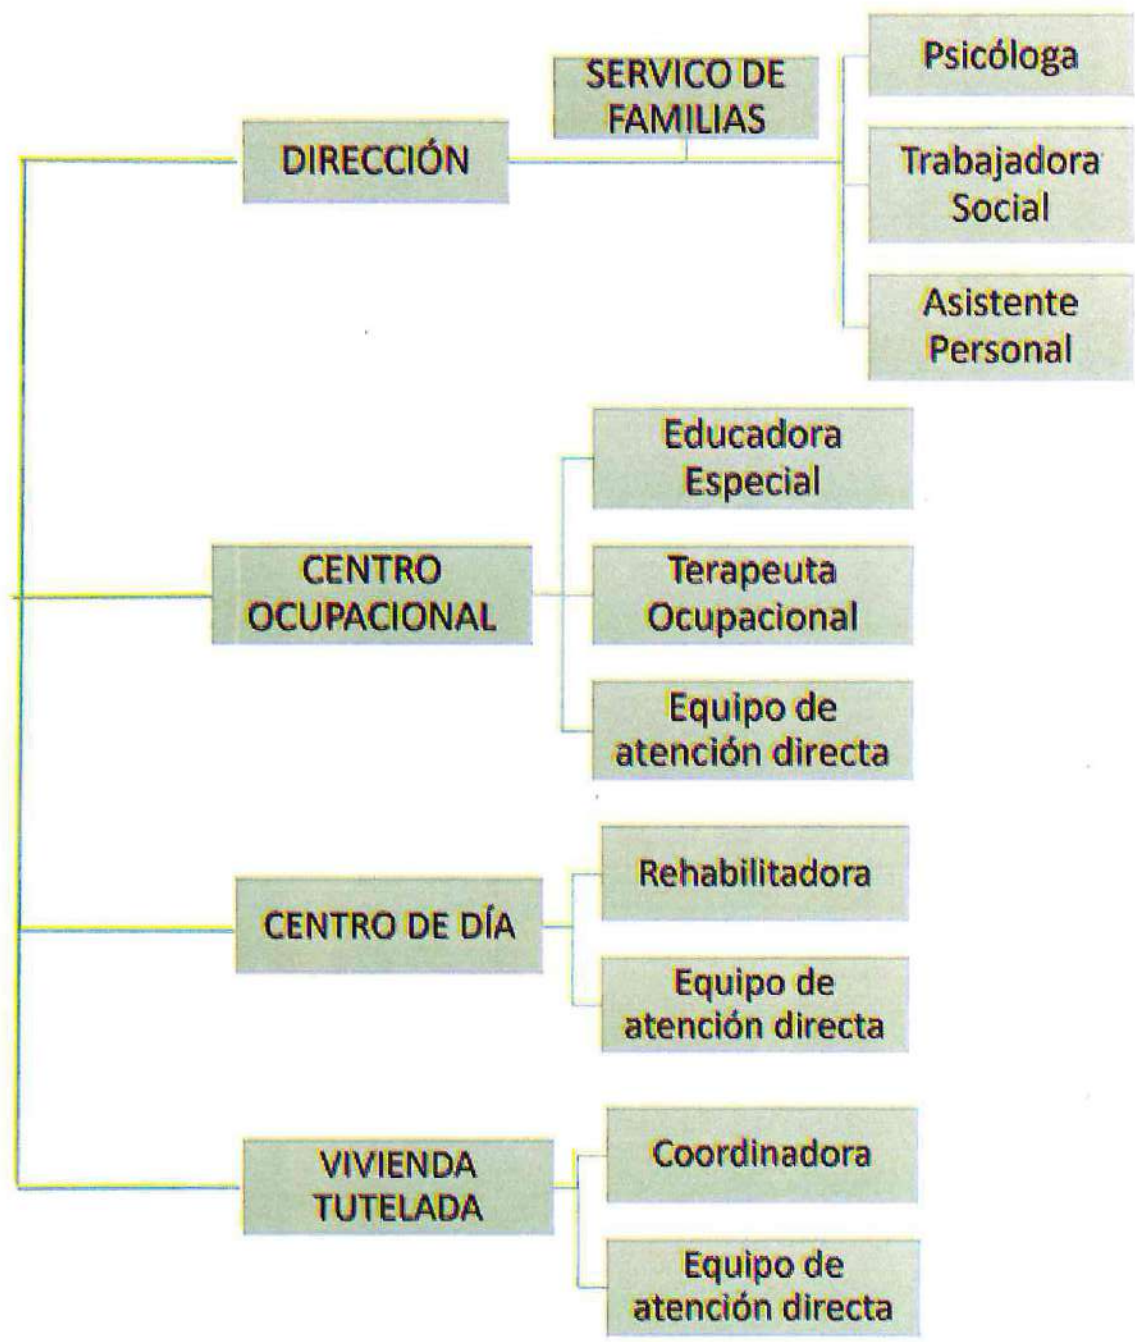 SERVICO DE
FAMILIAS
Psicóloga
DIRECCIÓN
Trabajadora
Social
Asistente
Personal
Educadora
Especial
CENTRO
OCUPACIONAL
Terapeuta
Ocupacional
Equipo de
atención directa
Rehabilitadora
CENTRO DE DÍA
Equipo de
atención directa
Coordinadora
VIVIENDA
TUTELADA
Equipo de
atención directa